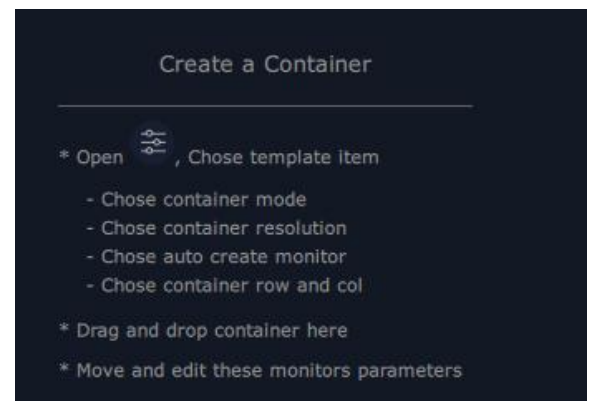 Create a Container
* Open , Chose template item
- Chose container mode
- Chose container resolution
- Chose auto create monitor
- Chose container row and col
* Drag and drop container here
* Move and edit these monitors parameters